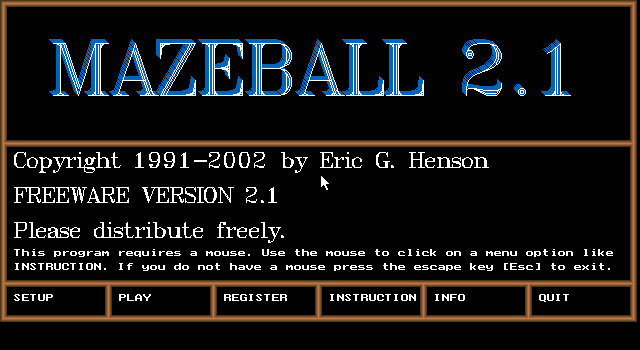 MAZEBALL 2.1
Copyright 1991-2002 by Eric G. Henson
FREEWARE VERSION 2.1
Please distribute freely.
This program requires a mouse. Use the mouse to click on a menu option like
INSTRUCTION. If you do not have a mouse press the escape key [Esc] to exit.
SETUP PLAY REGISTER INSTRUCTION INFO QUIT